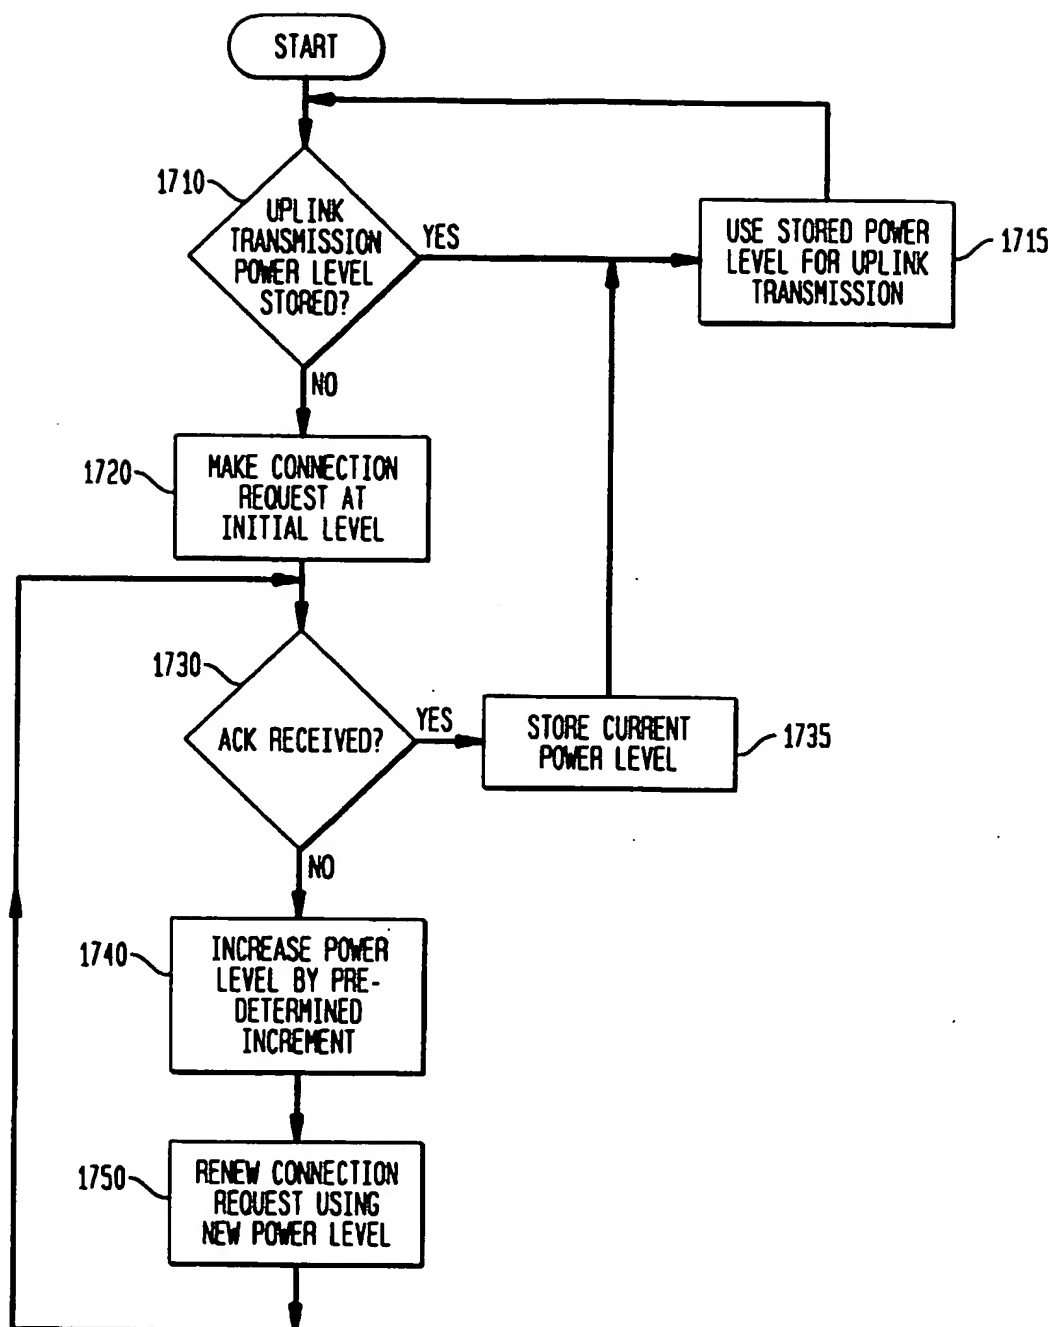 START
1710
UPLINK
TRANSMISSION
POWER LEVEL
STORED?
YES
USE STORED POWER
LEVEL FOR UPLINK
TRANSMISSION
1715
NO
1720
MAKE CONNECTION
REQUEST AT
INITIAL LEVEL
1730
ACK RECEIVED?
YES
STORE CURRENT
POWER LEVEL
1735
NO
1740
INCREASE POWER
LEVEL BY PRE-
DETERMINED
INCREMENT
1750
RENEW CONNECTION
REQUEST USING
NEW POWER LEVEL